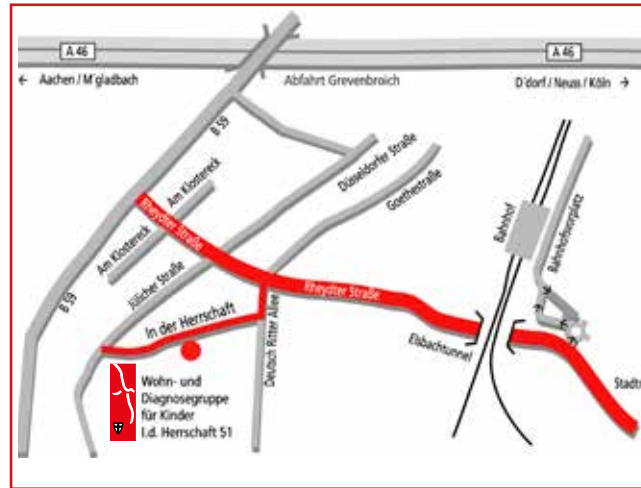 A 46
A 46
← Aachen / M´gladbach
Abfahrt Grevenbroich
D´dorf / Neuss / Köln →
B 59
Düsseldorfer Straße
Goethestraße
Am Klostereck
Am Klostereck
Rheydter Straße
Bahnhof
Bahnhofsvorplatz
Jülicher Straße
Rheydter Straße
B 59
In der Herrschaft
Deutsch Ritter Allee
Elsbachtunnel
Stadt
Wohn- und
Diagnosegruppe
für Kinder
I.d. Herrschaft 51